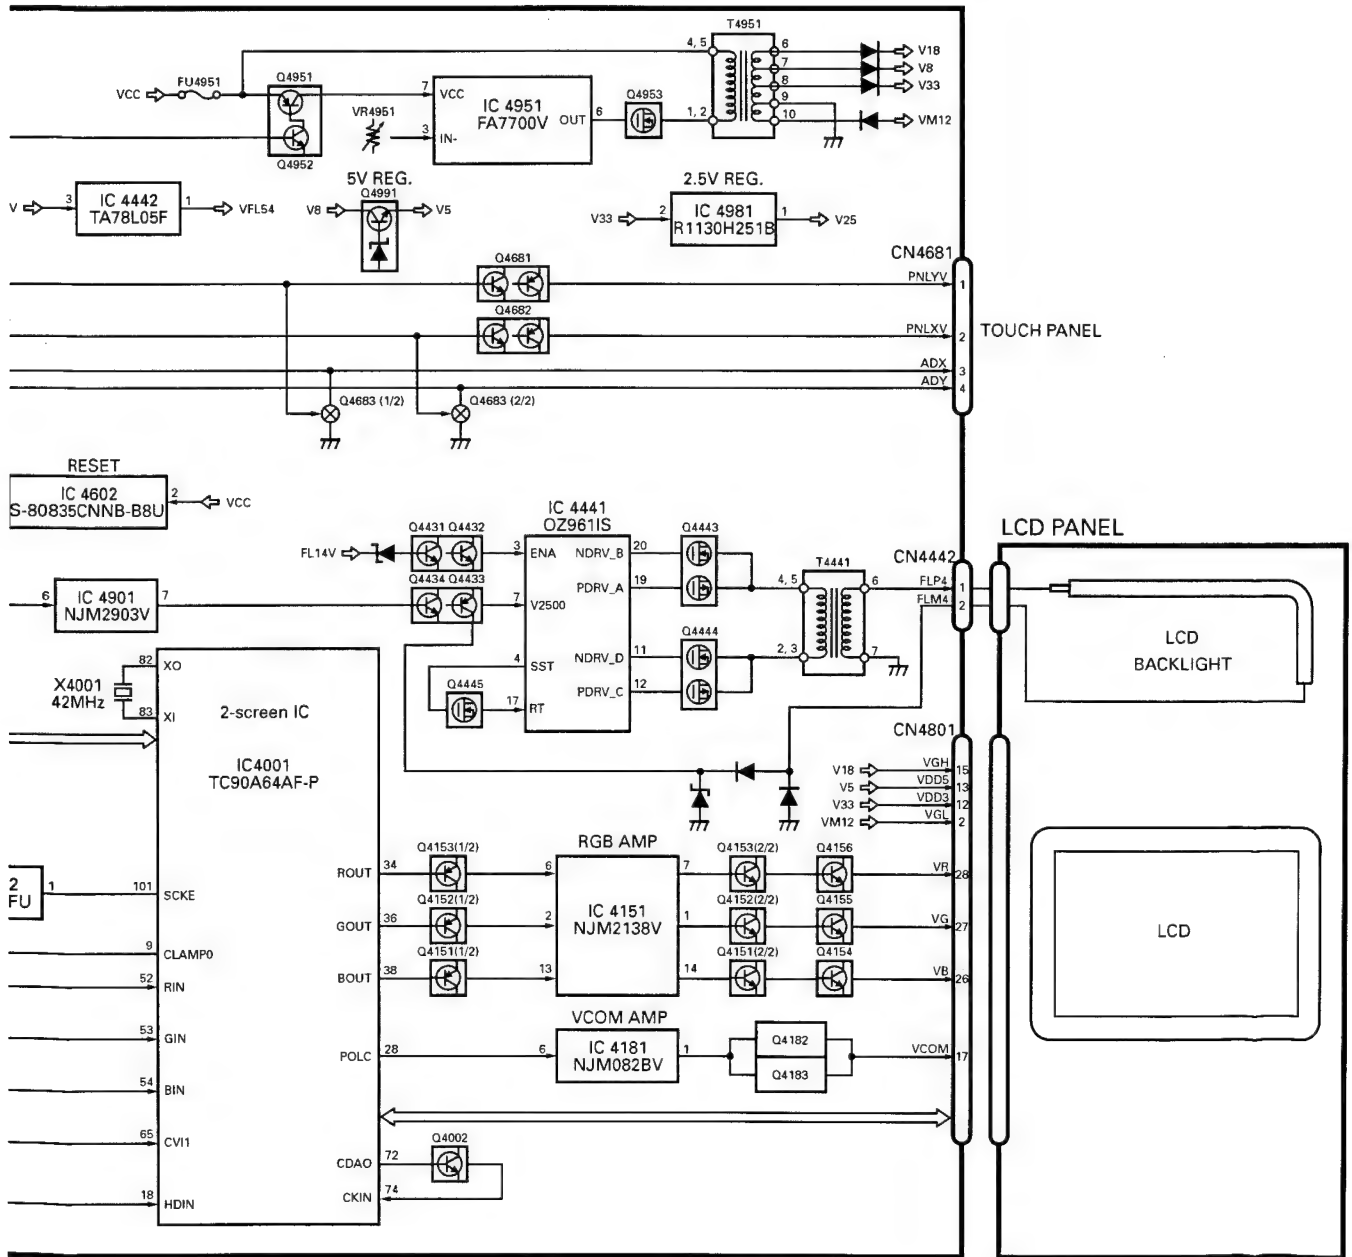 T4951
4, 5
6
V18
7
V8
8
V33
9
1, 2
10
VM12
VCC
FU4951
Q4951
Q4952
7
VCC
IC 4951
FA7700V
OUT
6
VR4951
3
IN-
Q4953
5V REG.
Q4991
V8
V5
2.5V REG.
V33
2
IC 4981
R1130H251B
1
V25
V
3
IC 4442
TA78L05F
1
VFL54
CN4681
Q4681
PNLYV
1
Q4682
PNLXV
2
TOUCH PANEL
ADX
3
ADY
4
Q4683 (1/2)
Q4683 (2/2)
RESET
IC 4602
S-80835CNNB-B8U
2
VCC
IC 4441
OZ961IS
FL14V
Q4431
Q4432
3
ENA
NDRV_B
20
Q4443
Q4434
Q4433
7
V2500
PDRV_A
19
4
SST
NDRV_D
11
Q4444
Q4445
17
RT
PDRV_C
12
T4441
4, 5
6
2, 3
7
CN4442
FLP4
1
FLM4
2
LCD PANEL
LCD
BACKLIGHT
6
IC 4901
NJM2903V
7
82
XO
X4001
42MHz
83
XI
2-screen IC
IC4001
TC90A64AF-P
CN4801
V18
VGH
15
V5
VDD5
13
V33
VDD3
12
VM12
VGL
2
RGB AMP
ROUT
34
Q4153(1/2)
6
7
Q4153(2/2)
Q4156
VR
28
GOUT
36
Q4152(1/2)
2
IC 4151
NJM2138V
1
Q4152(2/2)
Q4155
VG
27
BOUT
38
Q4151(1/2)
13
14
Q4151(2/2)
Q4154
VB
26
LCD
2
FU
1
101
SCKE
9
CLAMP0
52
RIN
53
GIN
54
BIN
65
CVI1
18
HDIN
VCOM AMP
POLC
28
6
IC 4181
NJM082BV
1
Q4182
Q4183
VCOM
17
CDAO
72
Q4002
CKIN
74